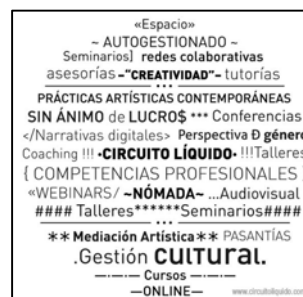 «Espacio»
~ AUTOGESTIONADO ~
Seminarios] redes colaborativas
asesorías -"CREATIVIDAD"- tutorías
•••
PRÁCTICAS ARTÍSTICAS CONTEMPORÁNEAS
SIN ÁNIMO de LUCRO$ *** Conferencias
</Narrativas digitales> Perspectiva Đ género
Coaching !!! •CIRCUITO LÍQUIDO• !!!Talleres
{ COMPETENCIAS PROFESIONALES }
«WEBINARS/ ~NÓMADA~ ...Audiovisual
#### Talleres******Seminarios####
•••
** Mediación Artística ** PASANTÍAS
.Gestión cultural.
—·—·— Cursos —·—·—
—ONLINE—
www.circuitoliquido.com